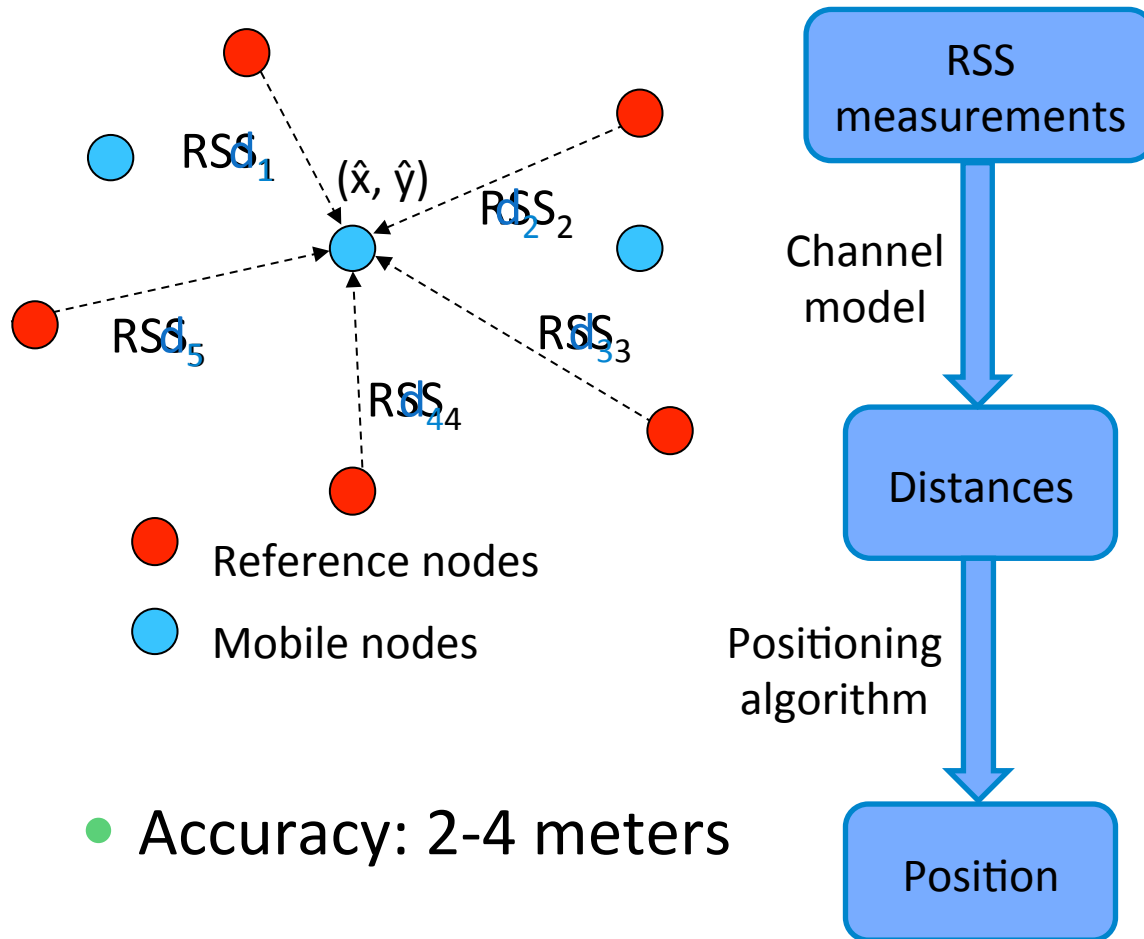 RSS₁
d₁
(x̂, ŷ)
RSS₂
d₂
RSS₃
d₃
RSS₄
d₄
RSS₅
d₅
Reference nodes
Mobile nodes
• Accuracy: 2-4 meters
RSS
measurements
Channel
model
Distances
Positioning
algorithm
Position